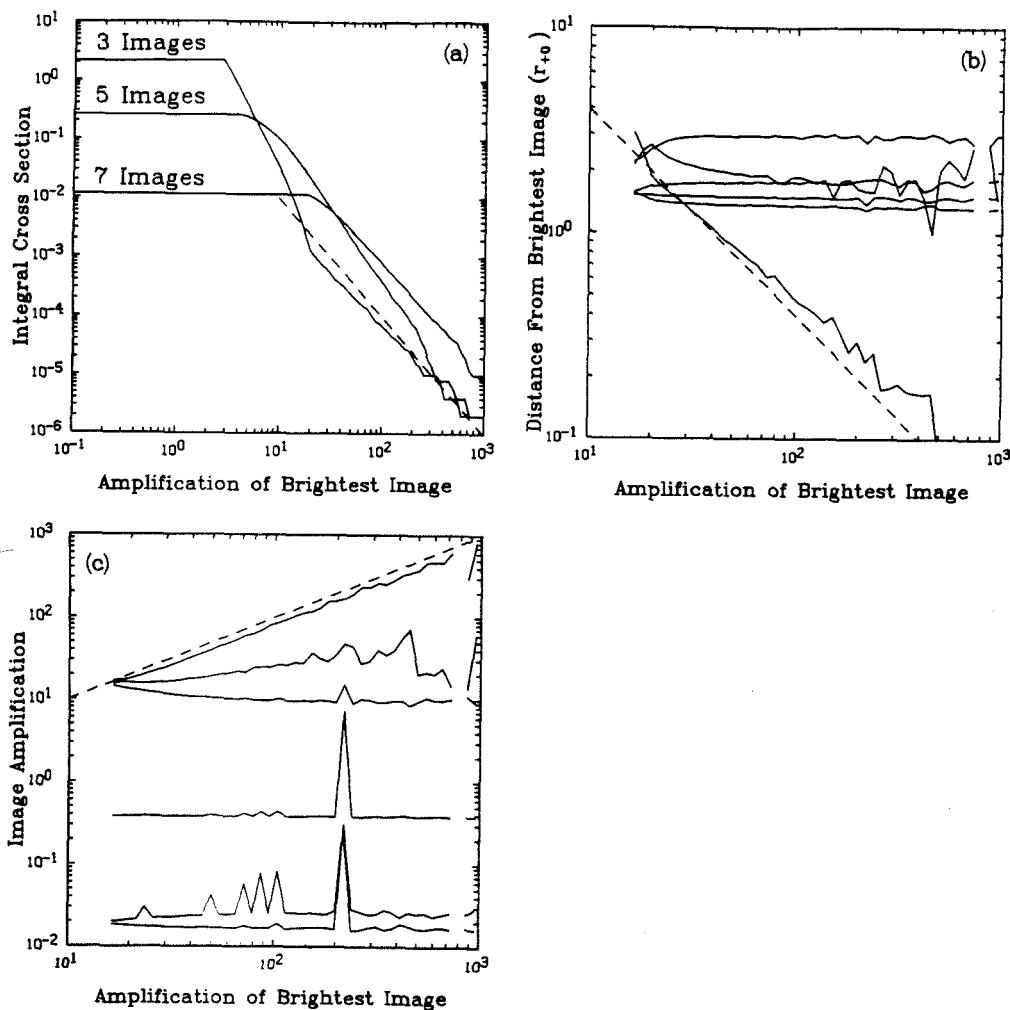 (a)
3 Images
5 Images
7 Images
10^1
10^0
10^-1
10^-2
10^-3
10^-4
10^-5
10^-6
Integral Cross Section
10^-1
10^0
10^1
10^2
10^3
Amplification of Brightest Image
(b)
10^1
10^0
10^-1
Distance From Brightest Image (r+0)
10^1
10^2
10^3
Amplification of Brightest Image
(c)
10^3
10^2
10^1
10^0
10^-1
10^-2
Image Amplification
10^1
10^2
10^3
Amplification of Brightest Image